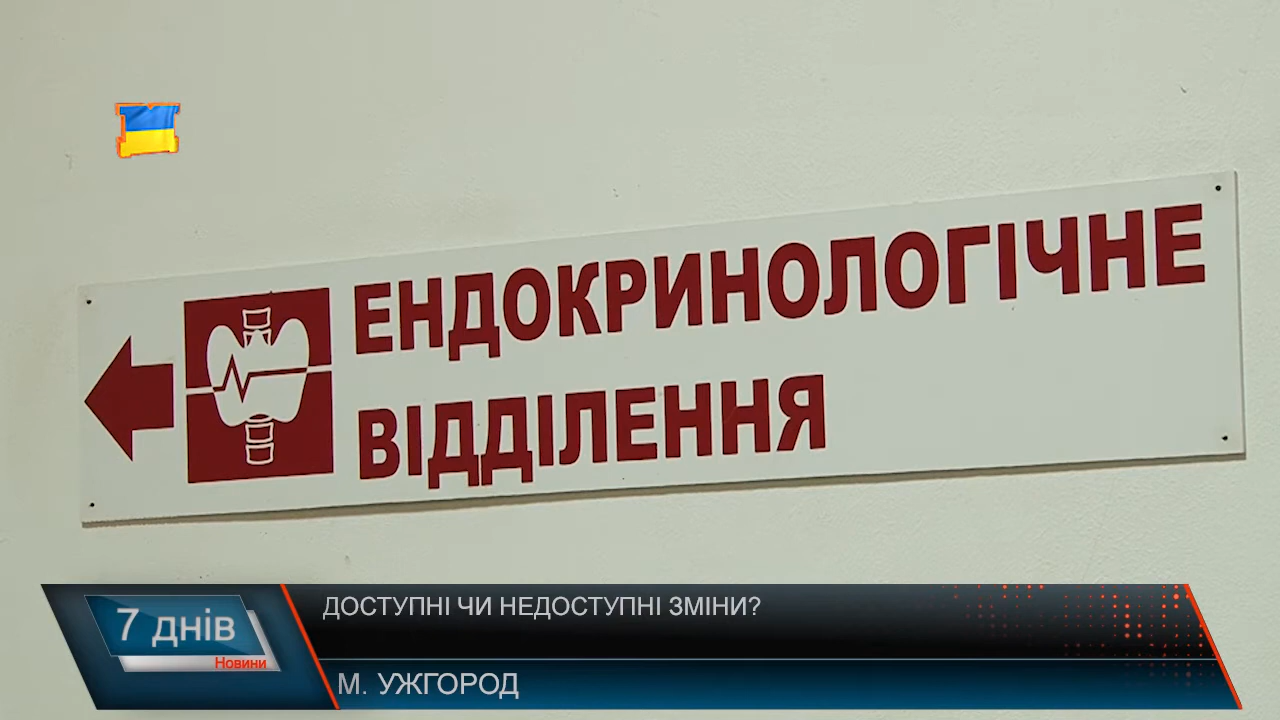 ЕНДОКРИНОЛОГІЧНЕ
ВІДДІЛЕННЯ
7 днів
Новини
ДОСТУПНІ ЧИ НЕДОСТУПНІ ЗМІНИ?
М. УЖГОРОД